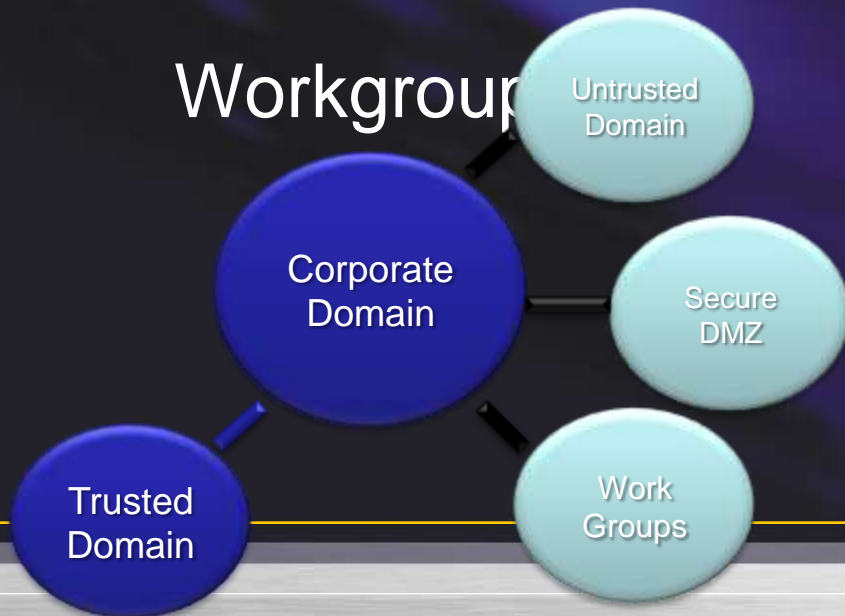 Workgroup
Untrusted
Domain
Corporate
Domain
Secure
DMZ
Trusted
Domain
Work
Groups